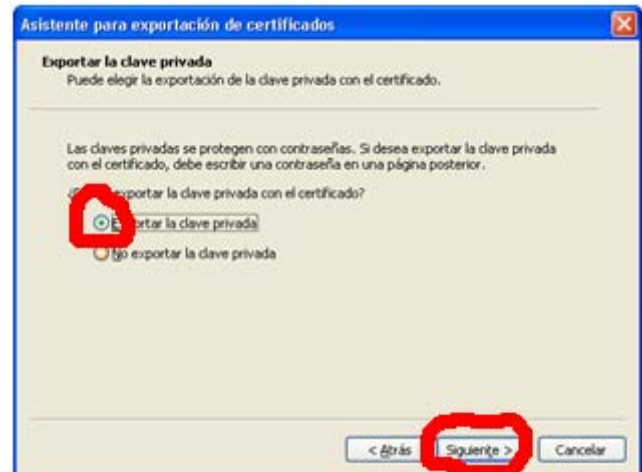 Asistente para exportación de certificados
Exportar la clave privada
Puede elegir la exportación de la clave privada con el certificado.
Las claves privadas se protegen con contraseñas. Si desea exportar la clave privada
con el certificado, debe escribir una contraseña en una página posterior.
exportar la clave privada con el certificado?
Exportar la clave privada
No exportar la clave privada
< Atrás
Siguiente >
Cancelar